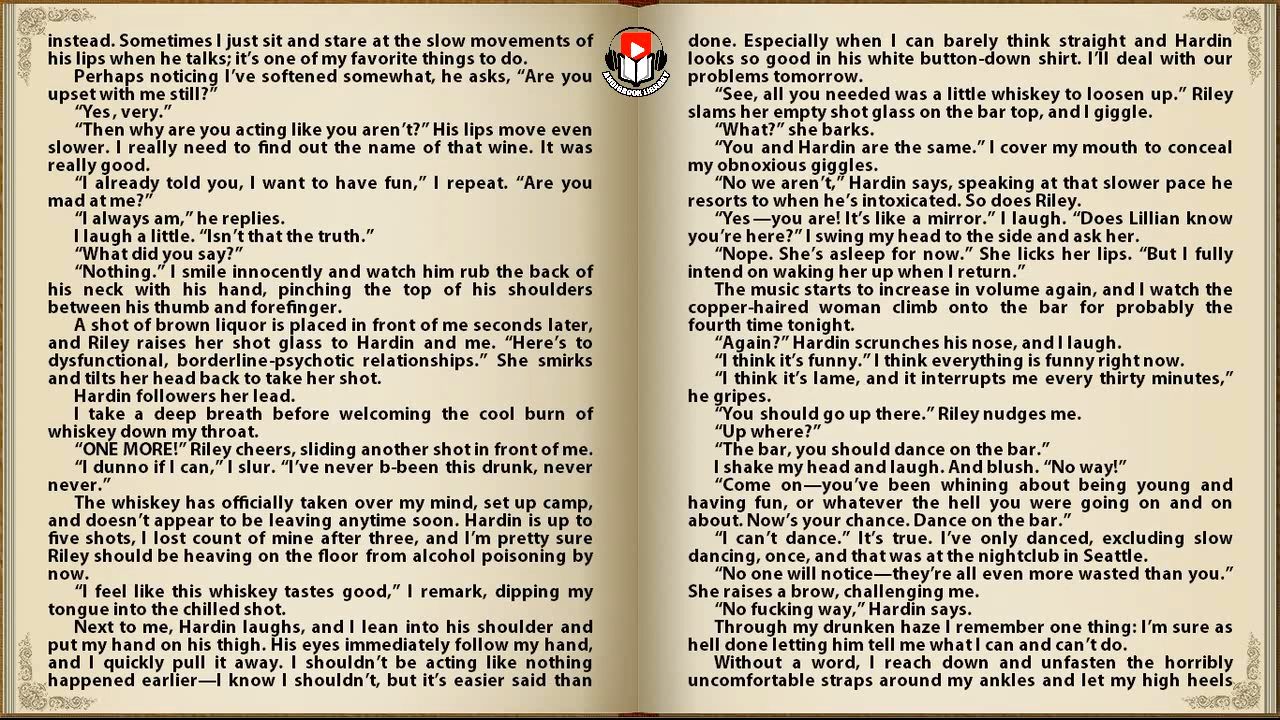 instead. Sometimes I just sit and stare at the slow movements of
his lips when he talks; it’s one of my favorite things to do.
Perhaps noticing I’ve softened somewhat, he asks, “Are you
upset with me still?”
“Yes, very.”
“Then why are you acting like you aren’t?” His lips move even
slower. I really need to find out the name of that wine. It was
really good.
“I already told you, I want to have fun,” I repeat. “Are you
mad at me?”
“I always am,” he replies.
I laugh a little. “Isn’t that the truth.”
“What did you say?”
“Nothing.” I smile innocently and watch him rub the back of
his neck with his hand, pinching the top of his shoulders
between his thumb and forefinger.
A shot of brown liquor is placed in front of me seconds later,
and Riley raises her shot glass to Hardin and me. “Here’s to
dysfunctional, borderline-psychotic relationships.” She smirks
and tilts her head back to take her shot.
Hardin followers her lead.
I take a deep breath before welcoming the cool burn of
whiskey down my throat.
“ONE MORE!” Riley cheers, sliding another shot in front of me.
“I dunno if I can,” I slur. “I’ve never b-been this drunk, never
never.”
The whiskey has officially taken over my mind, set up camp,
and doesn’t appear to be leaving anytime soon. Hardin is up to
five shots, I lost count of mine after three, and I’m pretty sure
Riley should be heaving on the floor from alcohol poisoning by
now.
“I feel like this whiskey tastes good,” I remark, dipping my
tongue into the chilled shot.
Next to me, Hardin laughs, and I lean into his shoulder and
put my hand on his thigh. His eyes immediately follow my hand,
and I quickly pull it away. I shouldn’t be acting like nothing
happened earlier—I know I shouldn’t, but it’s easier said than
AUDIOBOOK LIBRARY
done. Especially when I can barely think straight and Hardin
looks so good in his white button-down shirt. I’ll deal with our
problems tomorrow.
“See, all you needed was a little whiskey to loosen up.” Riley
slams her empty shot glass on the bar top, and I giggle.
“What?” she barks.
“You and Hardin are the same.” I cover my mouth to conceal
my obnoxious giggles.
“No we aren’t,” Hardin says, speaking at that slower pace he
resorts to when he’s intoxicated. So does Riley.
“Yes—you are! It’s like a mirror.” I laugh. “Does Lillian know
you’re here?” I swing my head to the side and ask her.
“Nope. She’s asleep for now.” She licks her lips. “But I fully
intend on waking her up when I return.”
The music starts to increase in volume again, and I watch the
copper-haired woman climb onto the bar for probably the
fourth time tonight.
“Again?” Hardin scrunches his nose, and I laugh.
“I think it’s funny.” I think everything is funny right now.
“I think it’s lame, and it interrupts me every thirty minutes,”
he gripes.
“You should go up there.” Riley nudges me.
“Up where?”
“The bar, you should dance on the bar.”
I shake my head and laugh. And blush. “No way!”
“Come on—you’ve been whining about being young and
having fun, or whatever the hell you were going on and on
about. Now’s your chance. Dance on the bar.”
“I can’t dance.” It’s true. I’ve only danced, excluding slow
dancing, once, and that was at the nightclub in Seattle.
“No one will notice—they’re all even more wasted than you.”
She raises a brow, challenging me.
“No fucking way,” Hardin says.
Through my drunken haze I remember one thing: I’m sure as
hell done letting him tell me what I can and can’t do.
Without a word, I reach down and unfasten the horribly
uncomfortable straps around my ankles and let my high heels